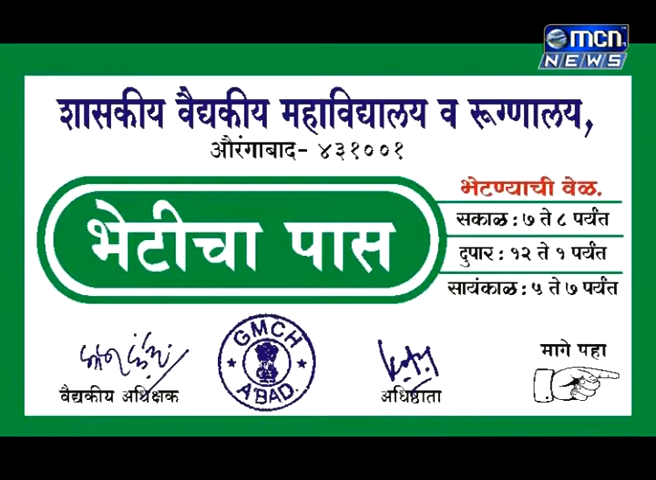 mcn
NEWS
शासकीय वैद्यकीय महाविद्यालय व रूग्णालय,
औरंगाबाद- ४३१००१
भेटीचा पास
भेटण्याची वेळ.
सकाळ : ७ ते ८ पर्यंत
दुपार : १२ ते १ पर्यंत
सायंकाळ : ५ ते ७ पर्यंत
GMCH
A'BAD.
वैद्यकीय अधिक्षक
अधिष्ठाता
मागे पहा